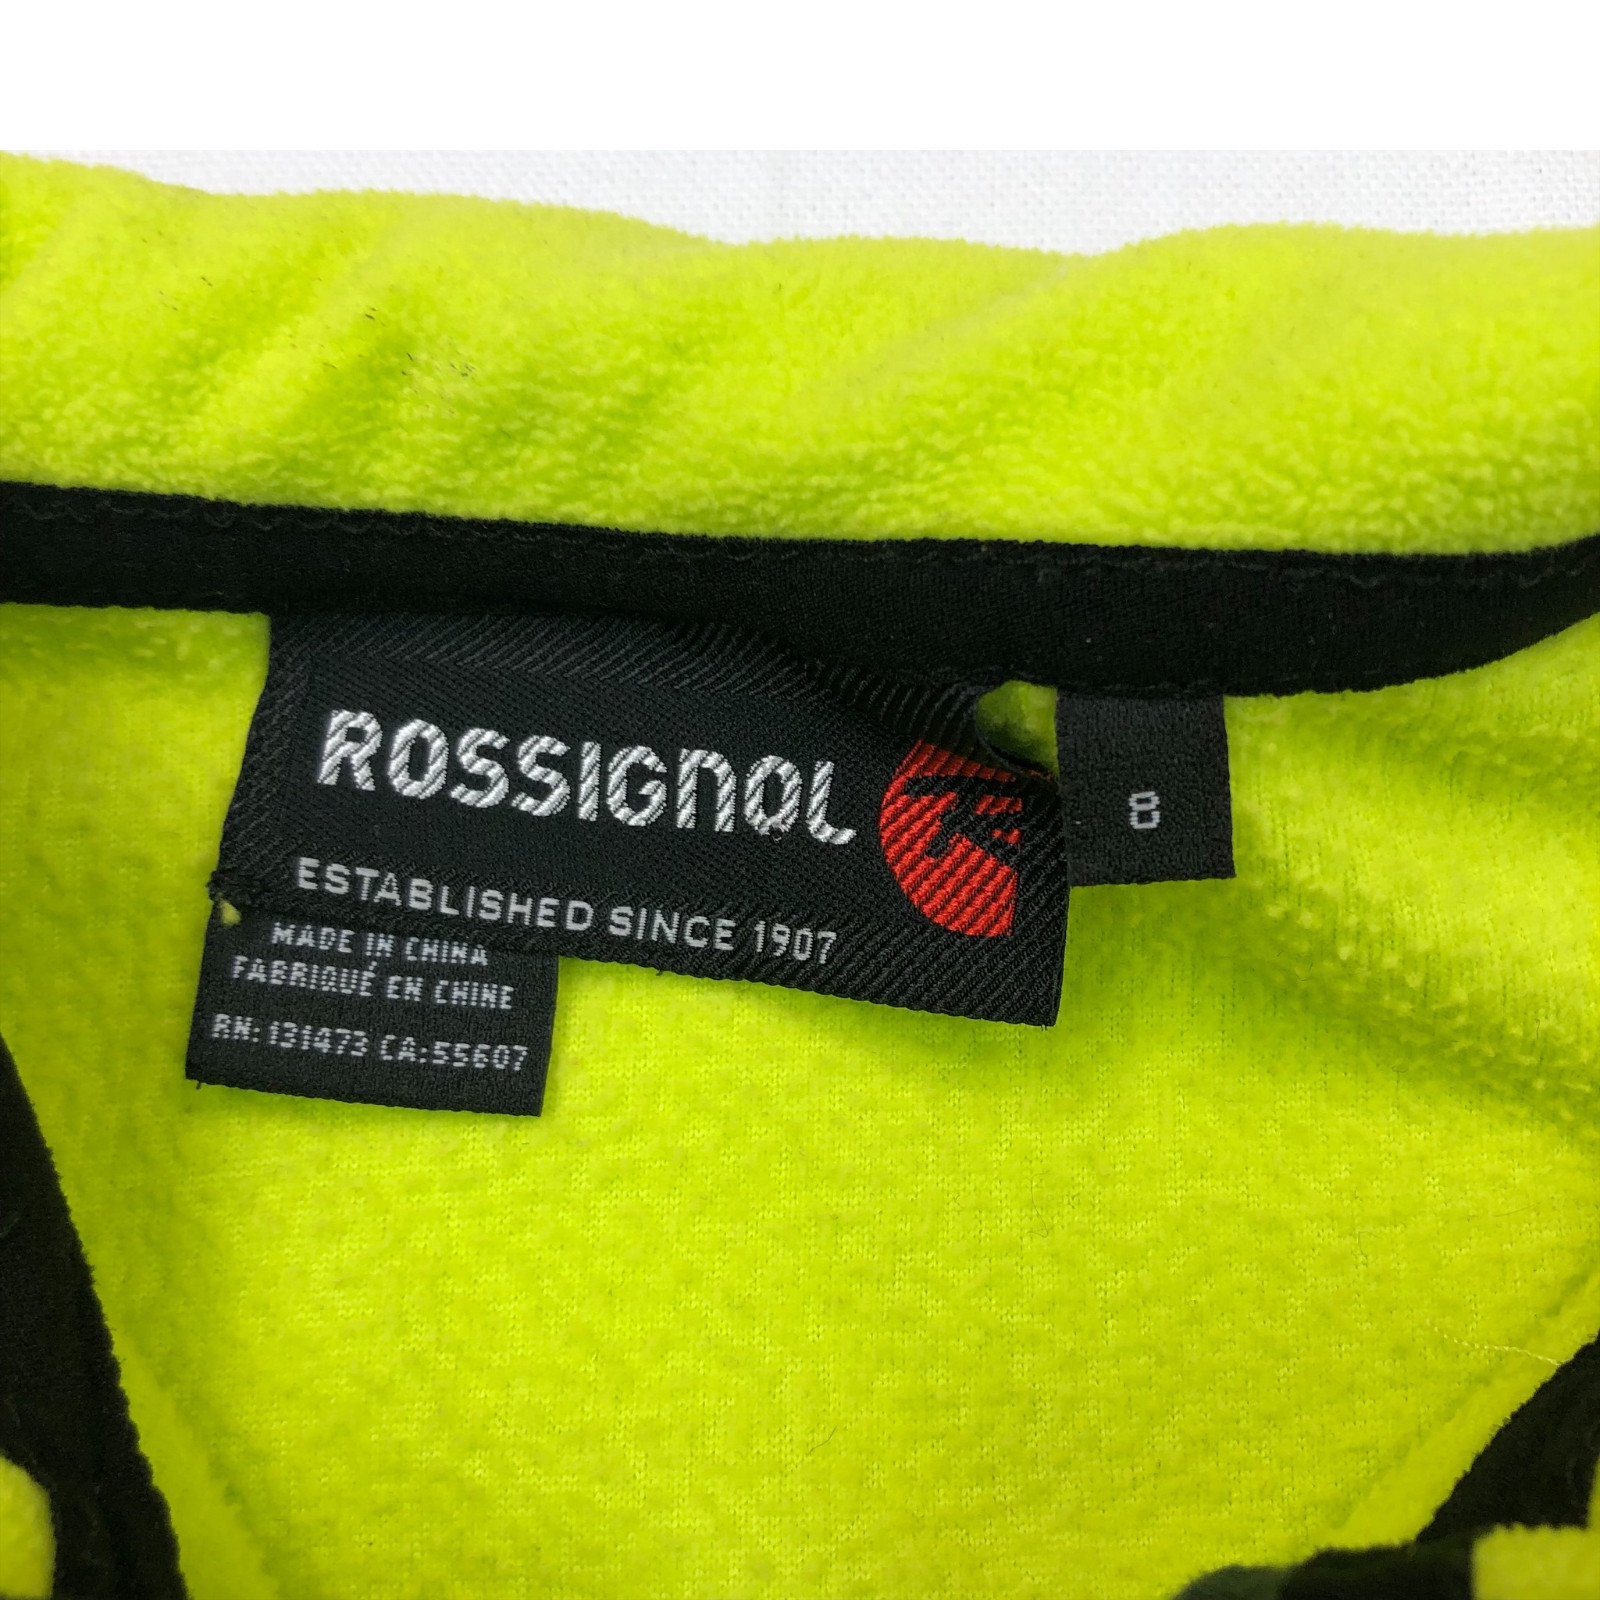 ROSSIGNOL
ESTABLISHED SINCE 1907
8
MADE IN CHINA
FABRIQUÉ EN CHINE
RN: 131473 CA: 55607